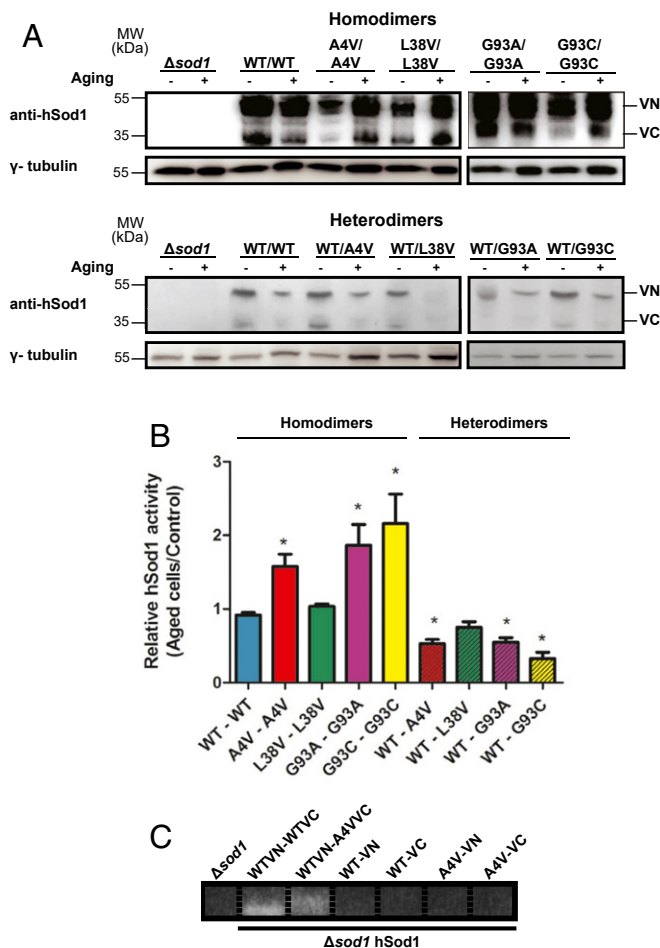 A
Homodimers
MW
(kDa)
Δsod1
WT/WT
A4V/
A4V
L38V/
L38V
G93A/
G93A
G93C/
G93C
Aging
- + - + - + - + - + - +
anti-hSod1
55
35
VN
VC
γ- tubulin
55
Heterodimers
MW
(kDa)
Δsod1
WT/WT
WT/A4V
WT/L38V
WT/G93A
WT/G93C
Aging
- + - + - + - + - + - +
anti-hSod1
55
35
VN
VC
γ- tubulin
55
B
Homodimers
Heterodimers
Relative hSod1 activity
(Aged cells/Control)
3
2
1
0
* * * * * *
WT - WT
A4V - A4V
L38V - L38V
G93A - G93A
G93C - G93C
WT - A4V
WT - L38V
WT - G93A
WT - G93C
C
Δsod1
WTVN-WTVC
WTVN-A4VVC
WT-VN
WT-VC
A4V-VN
A4V-VC
Δsod1 hSod1